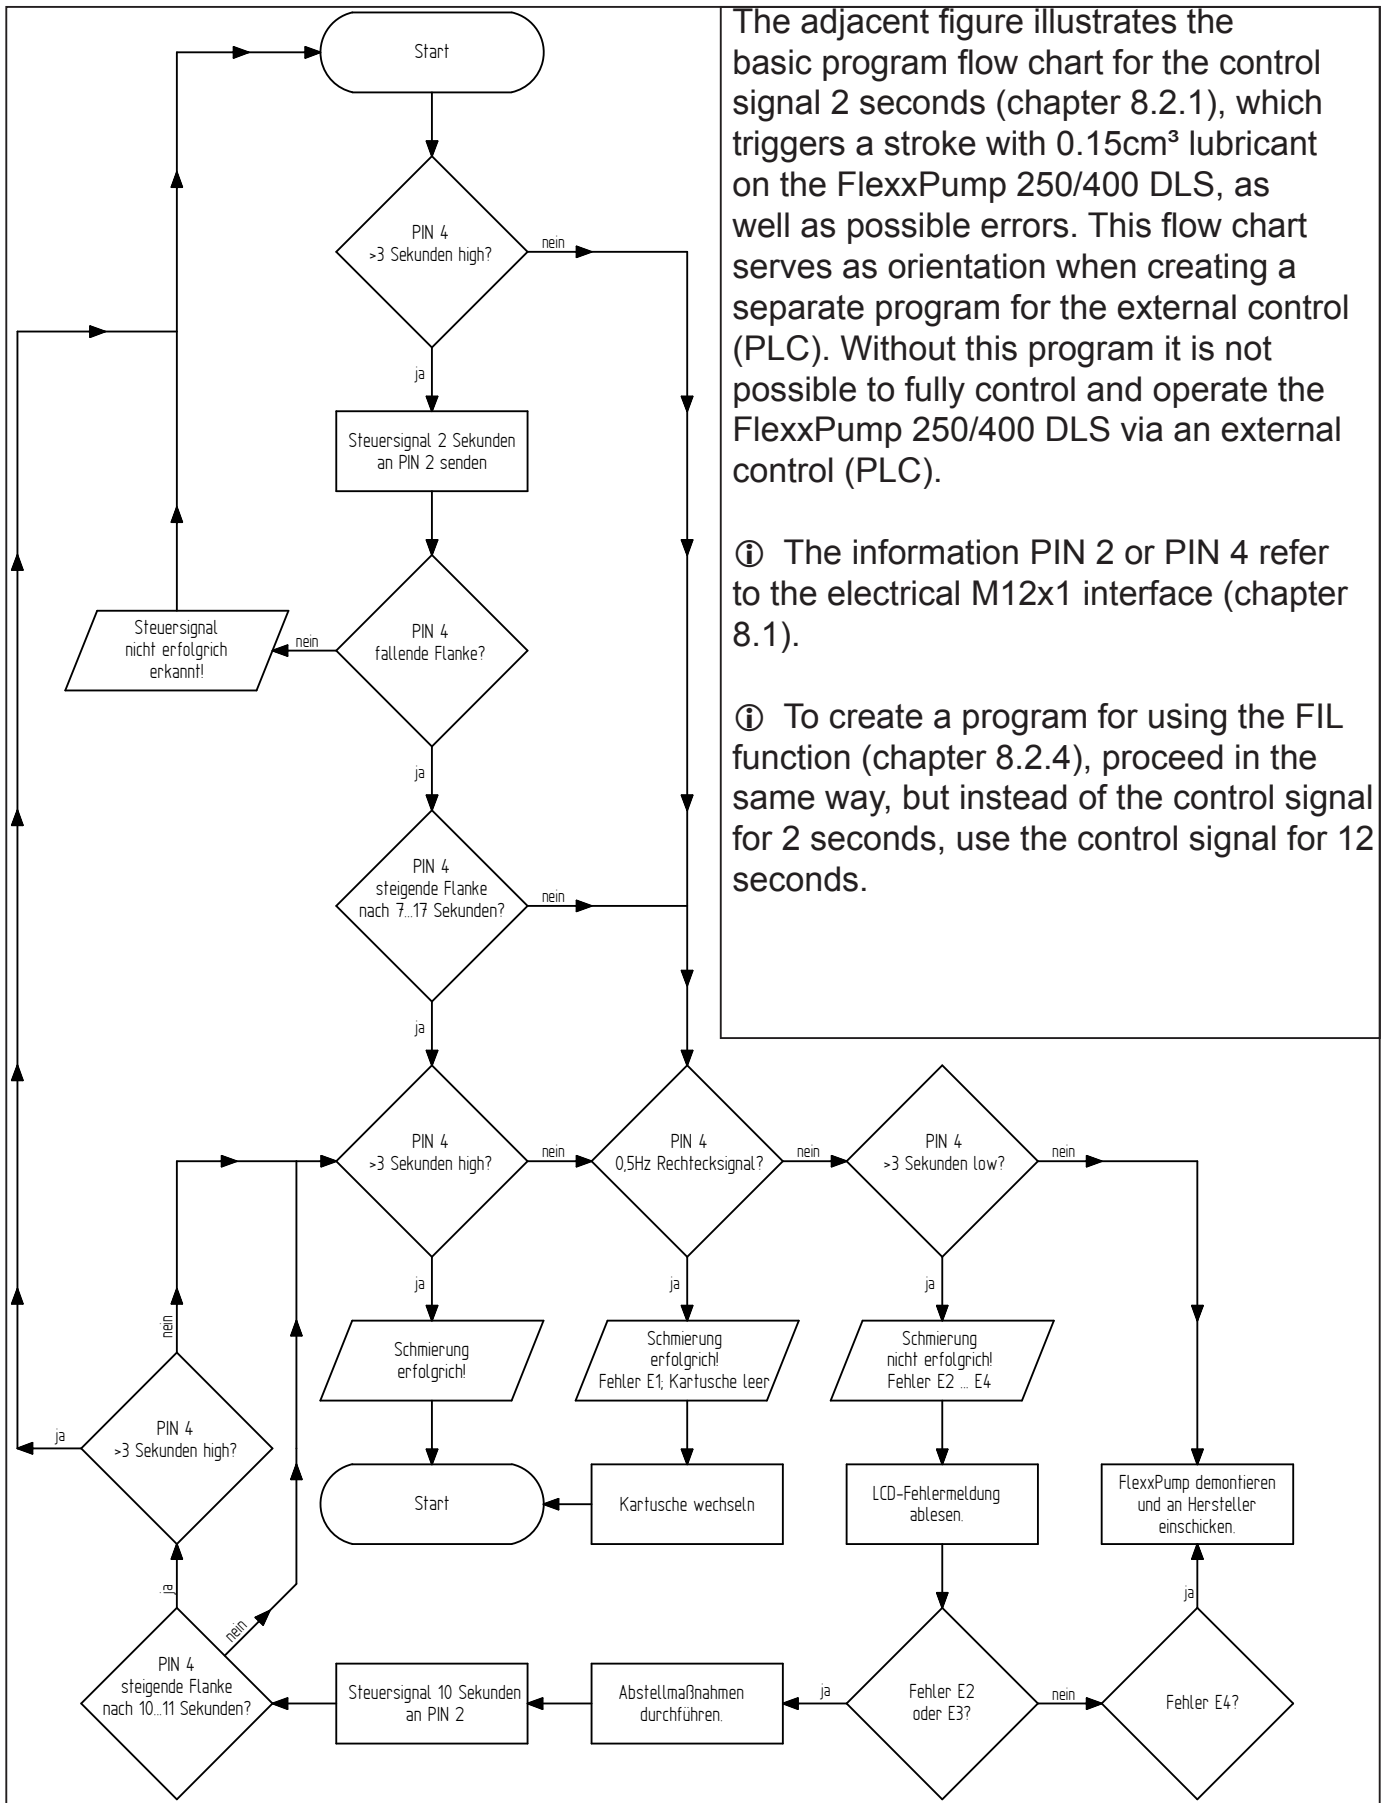 Start
PIN 4
>3 Sekunden high?
nein
ja
Steuersignal 2 Sekunden
an PIN 2 senden
PIN 4
fallende Flanke?
nein
Steuersignal
nicht erfolgrich
erkannt!
ja
PIN 4
steigende Flanke
nach 7...17 Sekunden?
nein
ja
The adjacent figure illustrates the
basic program flow chart for the control
signal 2 seconds (chapter 8.2.1), which
triggers a stroke with 0.15cm³ lubricant
on the FlexxPump 250/400 DLS, as
well as possible errors. This flow chart
serves as orientation when creating a
separate program for the external control
(PLC). Without this program it is not
possible to fully control and operate the
FlexxPump 250/400 DLS via an external
control (PLC).
🛈 The information PIN 2 or PIN 4 refer
to the electrical M12x1 interface (chapter
8.1).
🛈 To create a program for using the FIL
function (chapter 8.2.4), proceed in the
same way, but instead of the control signal
for 2 seconds, use the control signal for 12
seconds.
PIN 4
>3 Sekunden high?
nein
PIN 4
0,5Hz Rechtecksignal?
nein
PIN 4
>3 Sekunden low?
nein
ja
ja
ja
Schmierung
erfolgrich!
Schmierung
erfolgrich!
Fehler E1; Kartusche leer
Schmierung
nicht erfolgrich!
Fehler E2 ... E4
nein
PIN 4
>3 Sekunden high?
ja
Start
Kartusche wechseln
LCD-Fehlermeldung
ablesen.
FlexxPump demontieren
und an Hersteller
einschicken.
ja
nein
ja
PIN 4
steigende Flanke
nach 10...11 Sekunden?
Steuersignal 10 Sekunden
an PIN 2
Abstellmaßnahmen
durchführen.
ja
Fehler E2
oder E3?
nein
Fehler E4?